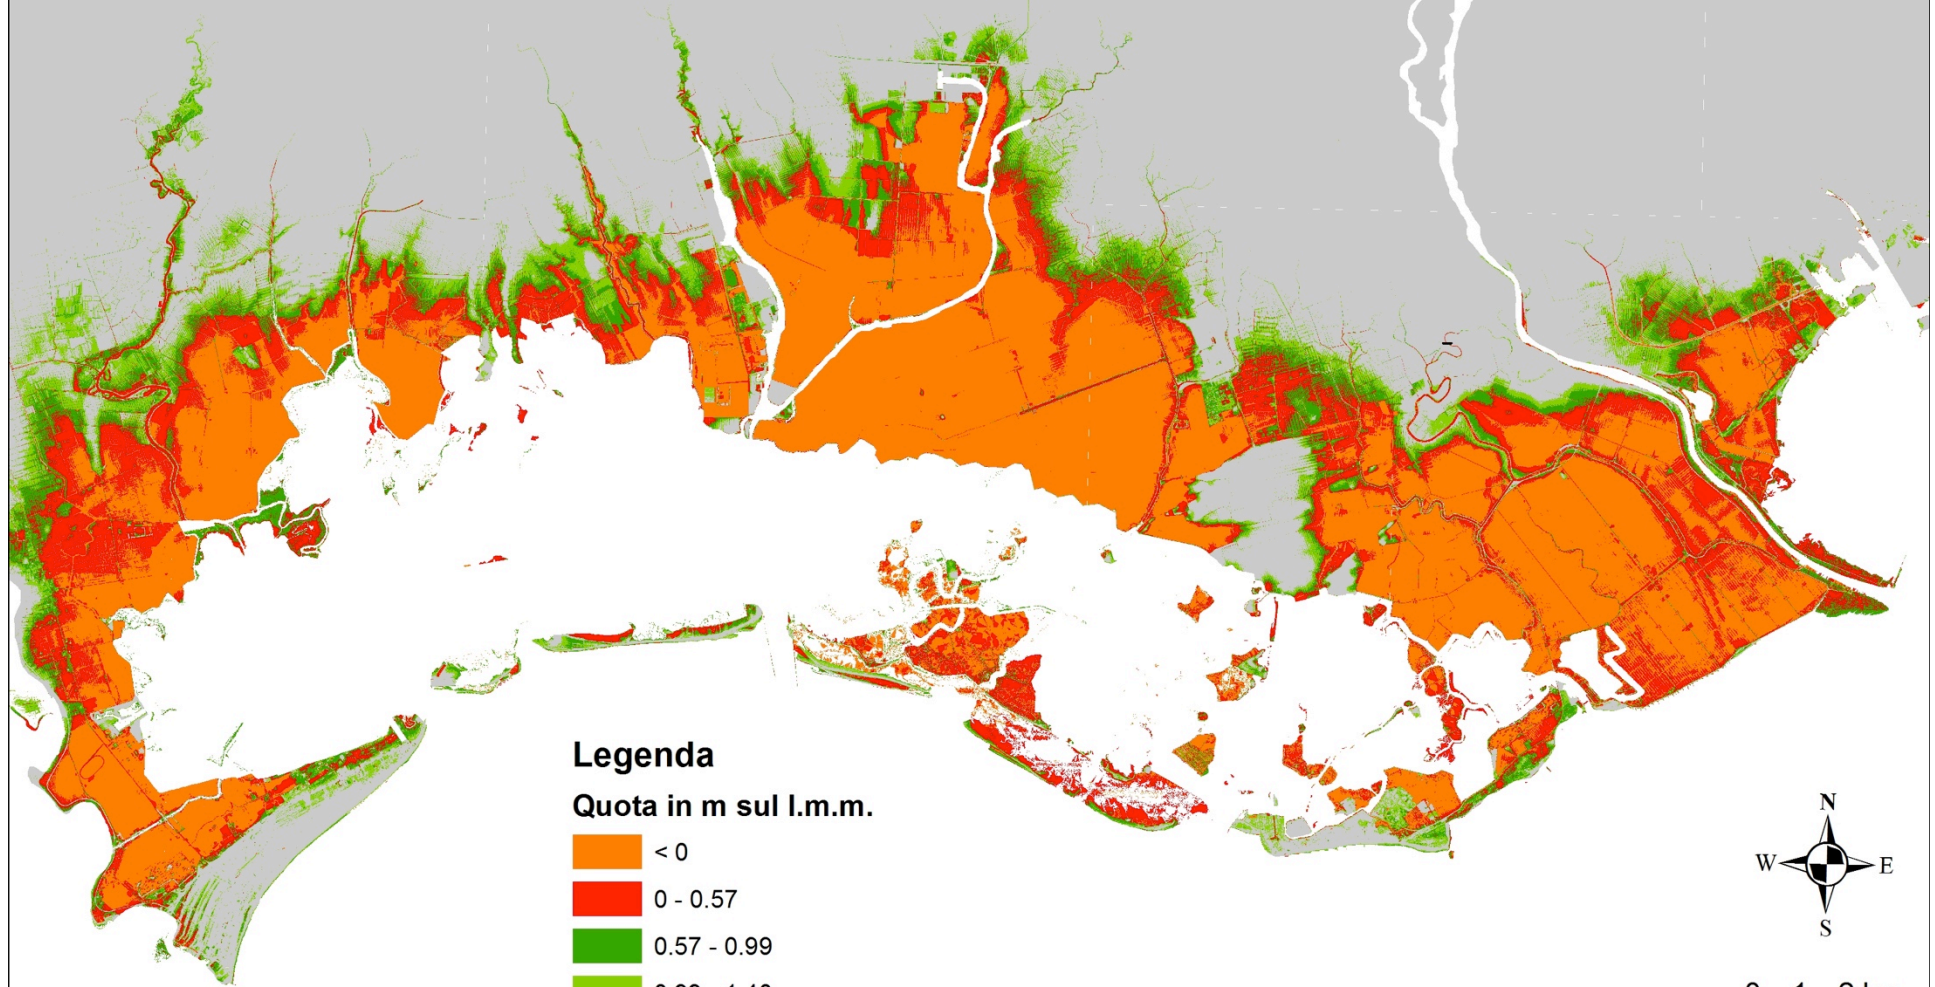 Legenda
Quota in m sul l.m.m.
< 0
0 - 0.57
0.57 - 0.99
N
W
E
S